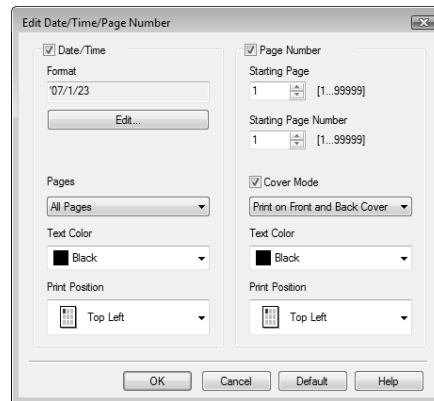 Edit Date/Time/Page Number
Date/Time
Format
'07/1/23
Edit...
Pages
All Pages
Text Color
Black
Print Position
Top Left
Page Number
Starting Page
1 [1...99999]
Starting Page Number
1 [1...99999]
Cover Mode
Print on Front and Back Cover
Text Color
Black
Print Position
Top Left
OK Cancel Default Help